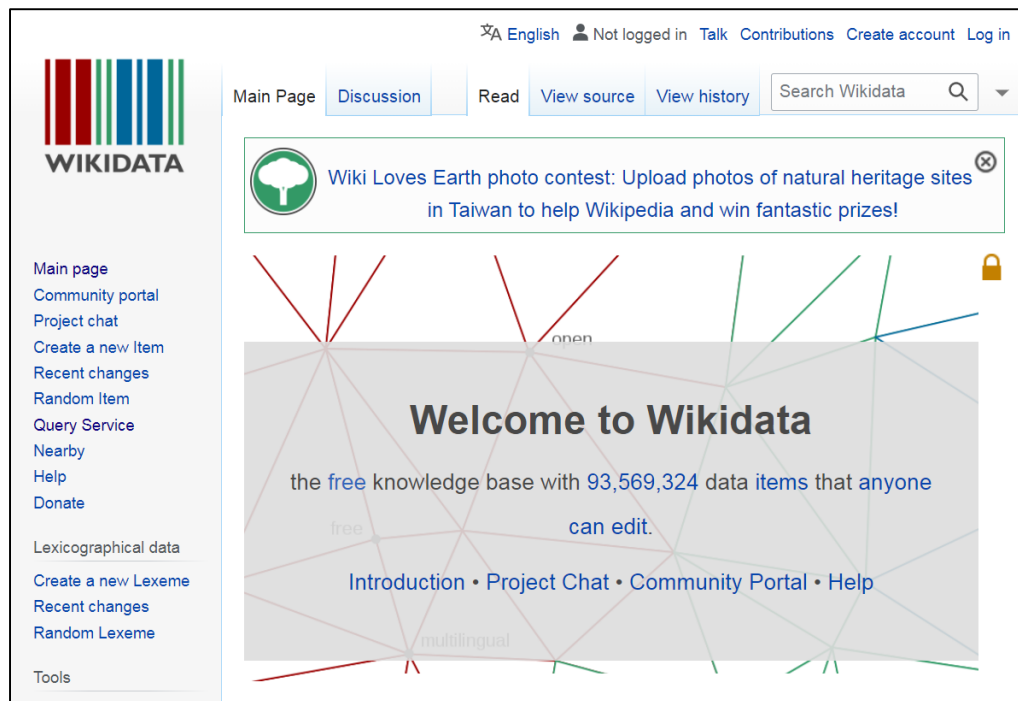 English Not logged in Talk Contributions Create account Log in
WIKIDATA
Main Page Discussion Read View source View history Search Wikidata
Wiki Loves Earth photo contest: Upload photos of natural heritage sites
in Taiwan to help Wikipedia and win fantastic prizes!
Main page
Community portal
Project chat
Create a new Item
Recent changes
Random Item
Query Service
Nearby
Help
Donate
Lexicographical data
Create a new Lexeme
Recent changes
Random Lexeme
Tools
open
Welcome to Wikidata
the free knowledge base with 93,569,324 data items that anyone
can edit.
free
Introduction • Project Chat • Community Portal • Help
multilingual